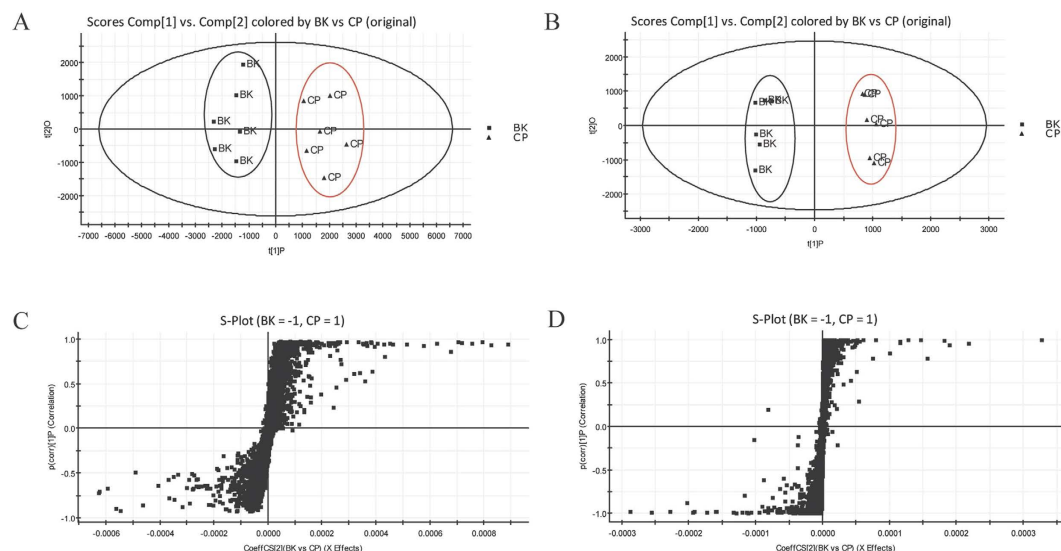 A
Scores Comp[1] vs. Comp[2] colored by BK vs CP (original)
t[2]O
2000
1000
0
-1000
-2000
BK
BK
BK
BK
BK
BK
CP
CP
CP
CP
CP
CP
-7000 -6000 -5000 -4000 -3000 -2000 -1000 0 1000 2000 3000 4000 5000 6000 7000
t[1]P
■ BK
▲ CP
B
Scores Comp[1] vs. Comp[2] colored by BK vs CP (original)
t[2]O
2000
1000
0
-1000
-2000
BK
BK
BK
BK
BK
BK
CP
CP
CP
CP
CP
CP
-3000 -2000 -1000 0 1000 2000 3000
t[1]P
■ BK
▲ CP
C
S-Plot (BK = -1, CP = 1)
p(corr)[1]P (Correlation)
1.0
0.5
0.0
-0.5
-1.0
-0.0006 -0.0004 -0.0002 0.0000 0.0002 0.0004 0.0006 0.0008
CoeffCS[2](BK vs CP) (X Effects)
D
S-Plot (BK = -1, CP = 1)
p(corr)[1]P (Correlation)
1.0
0.5
0.0
-0.5
-1.0
-0.0003 -0.0002 -0.0001 0.0000 0.0001 0.0002 0.0003
CoeffCS[2](BK vs CP) (X Effects)